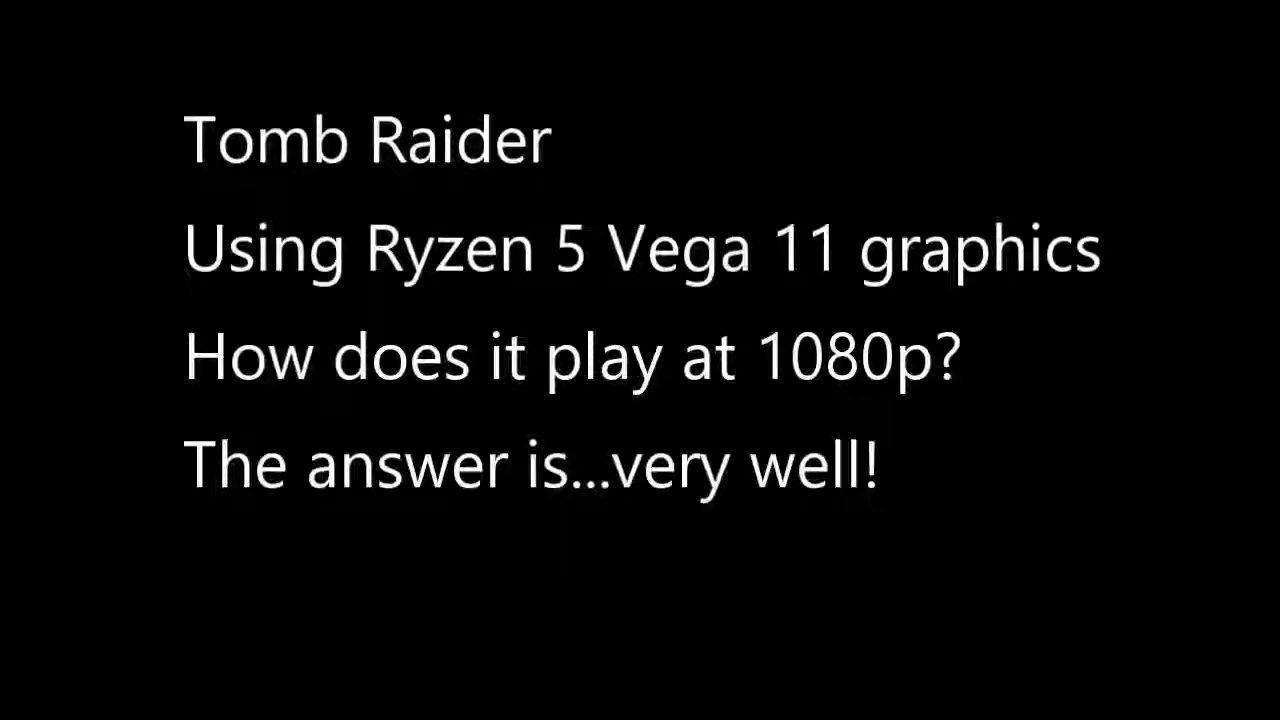 Tomb Raider
Using Ryzen 5 Vega 11 graphics
How does it play at 1080p?
The answer is...very well!